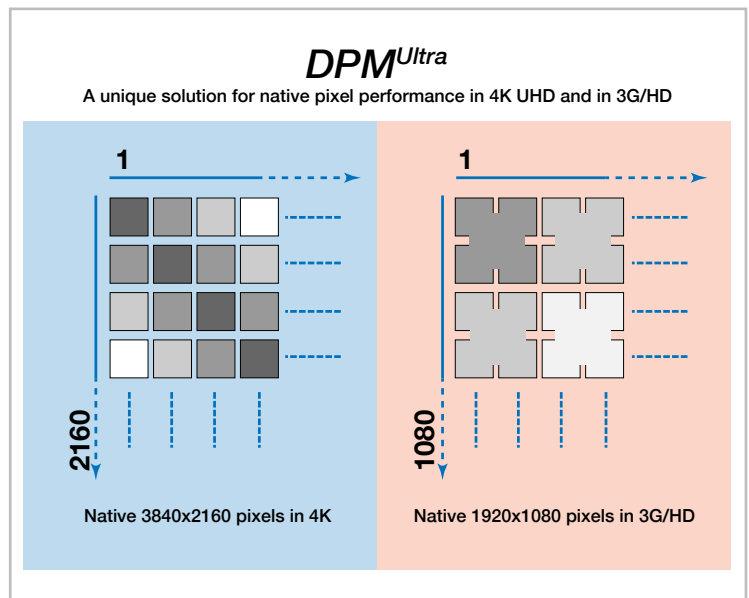 DPMUltra
A unique solution for native pixel performance in 4K UHD and in 3G/HD
1
2160
Native 3840x2160 pixels in 4K
1
1080
Native 1920x1080 pixels in 3G/HD